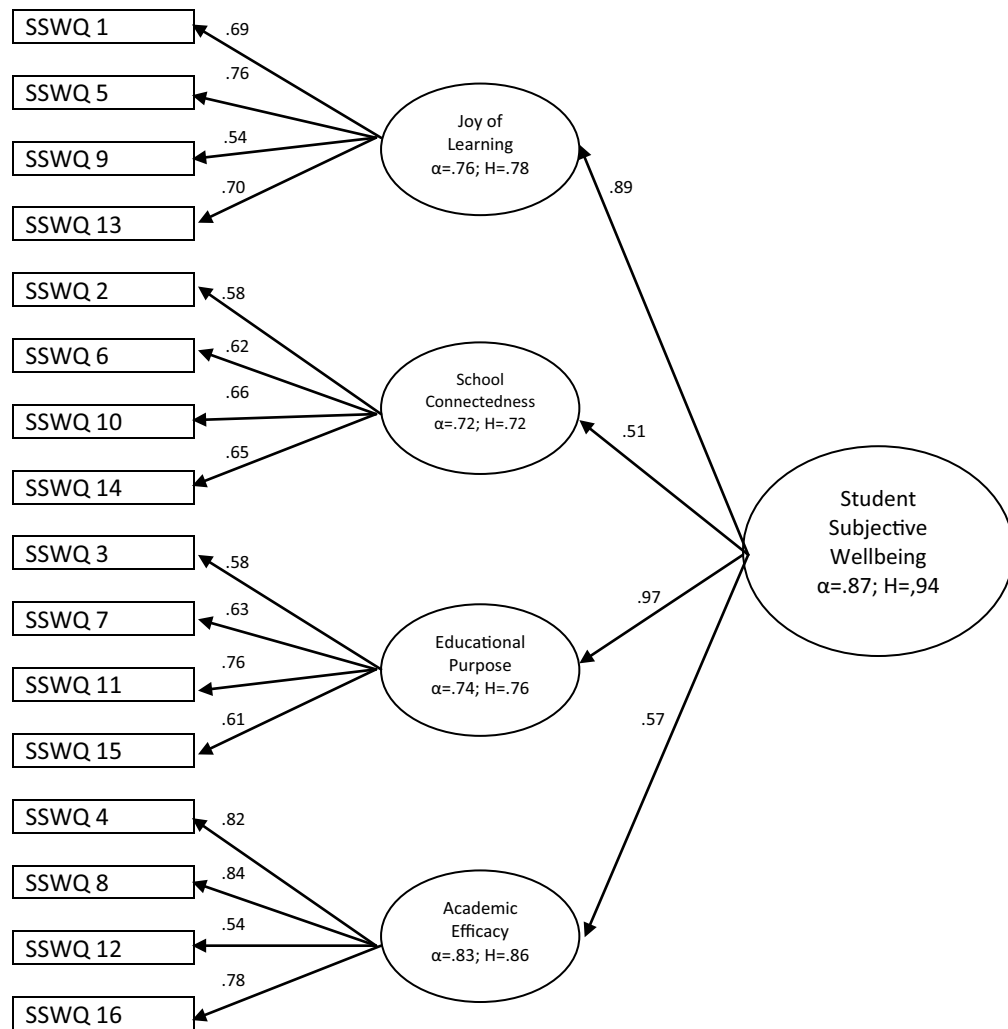 SSWQ 1
.69
SSWQ 5
.76
SSWQ 9
.54
SSWQ 13
.70
Joy of
Learning
α=.76; H=.78
.89
SSWQ 2
.58
SSWQ 6
.62
SSWQ 10
.66
SSWQ 14
.65
School
Connectedness
α=.72; H=.72
.51
Student
Subjective
Wellbeing
α=.87; H=,94
SSWQ 3
.58
SSWQ 7
.63
SSWQ 11
.76
SSWQ 15
.61
Educational
Purpose
α=.74; H=.76
.97
.57
SSWQ 4
.82
SSWQ 8
.84
SSWQ 12
.54
SSWQ 16
.78
Academic
Efficacy
α=.83; H=.86